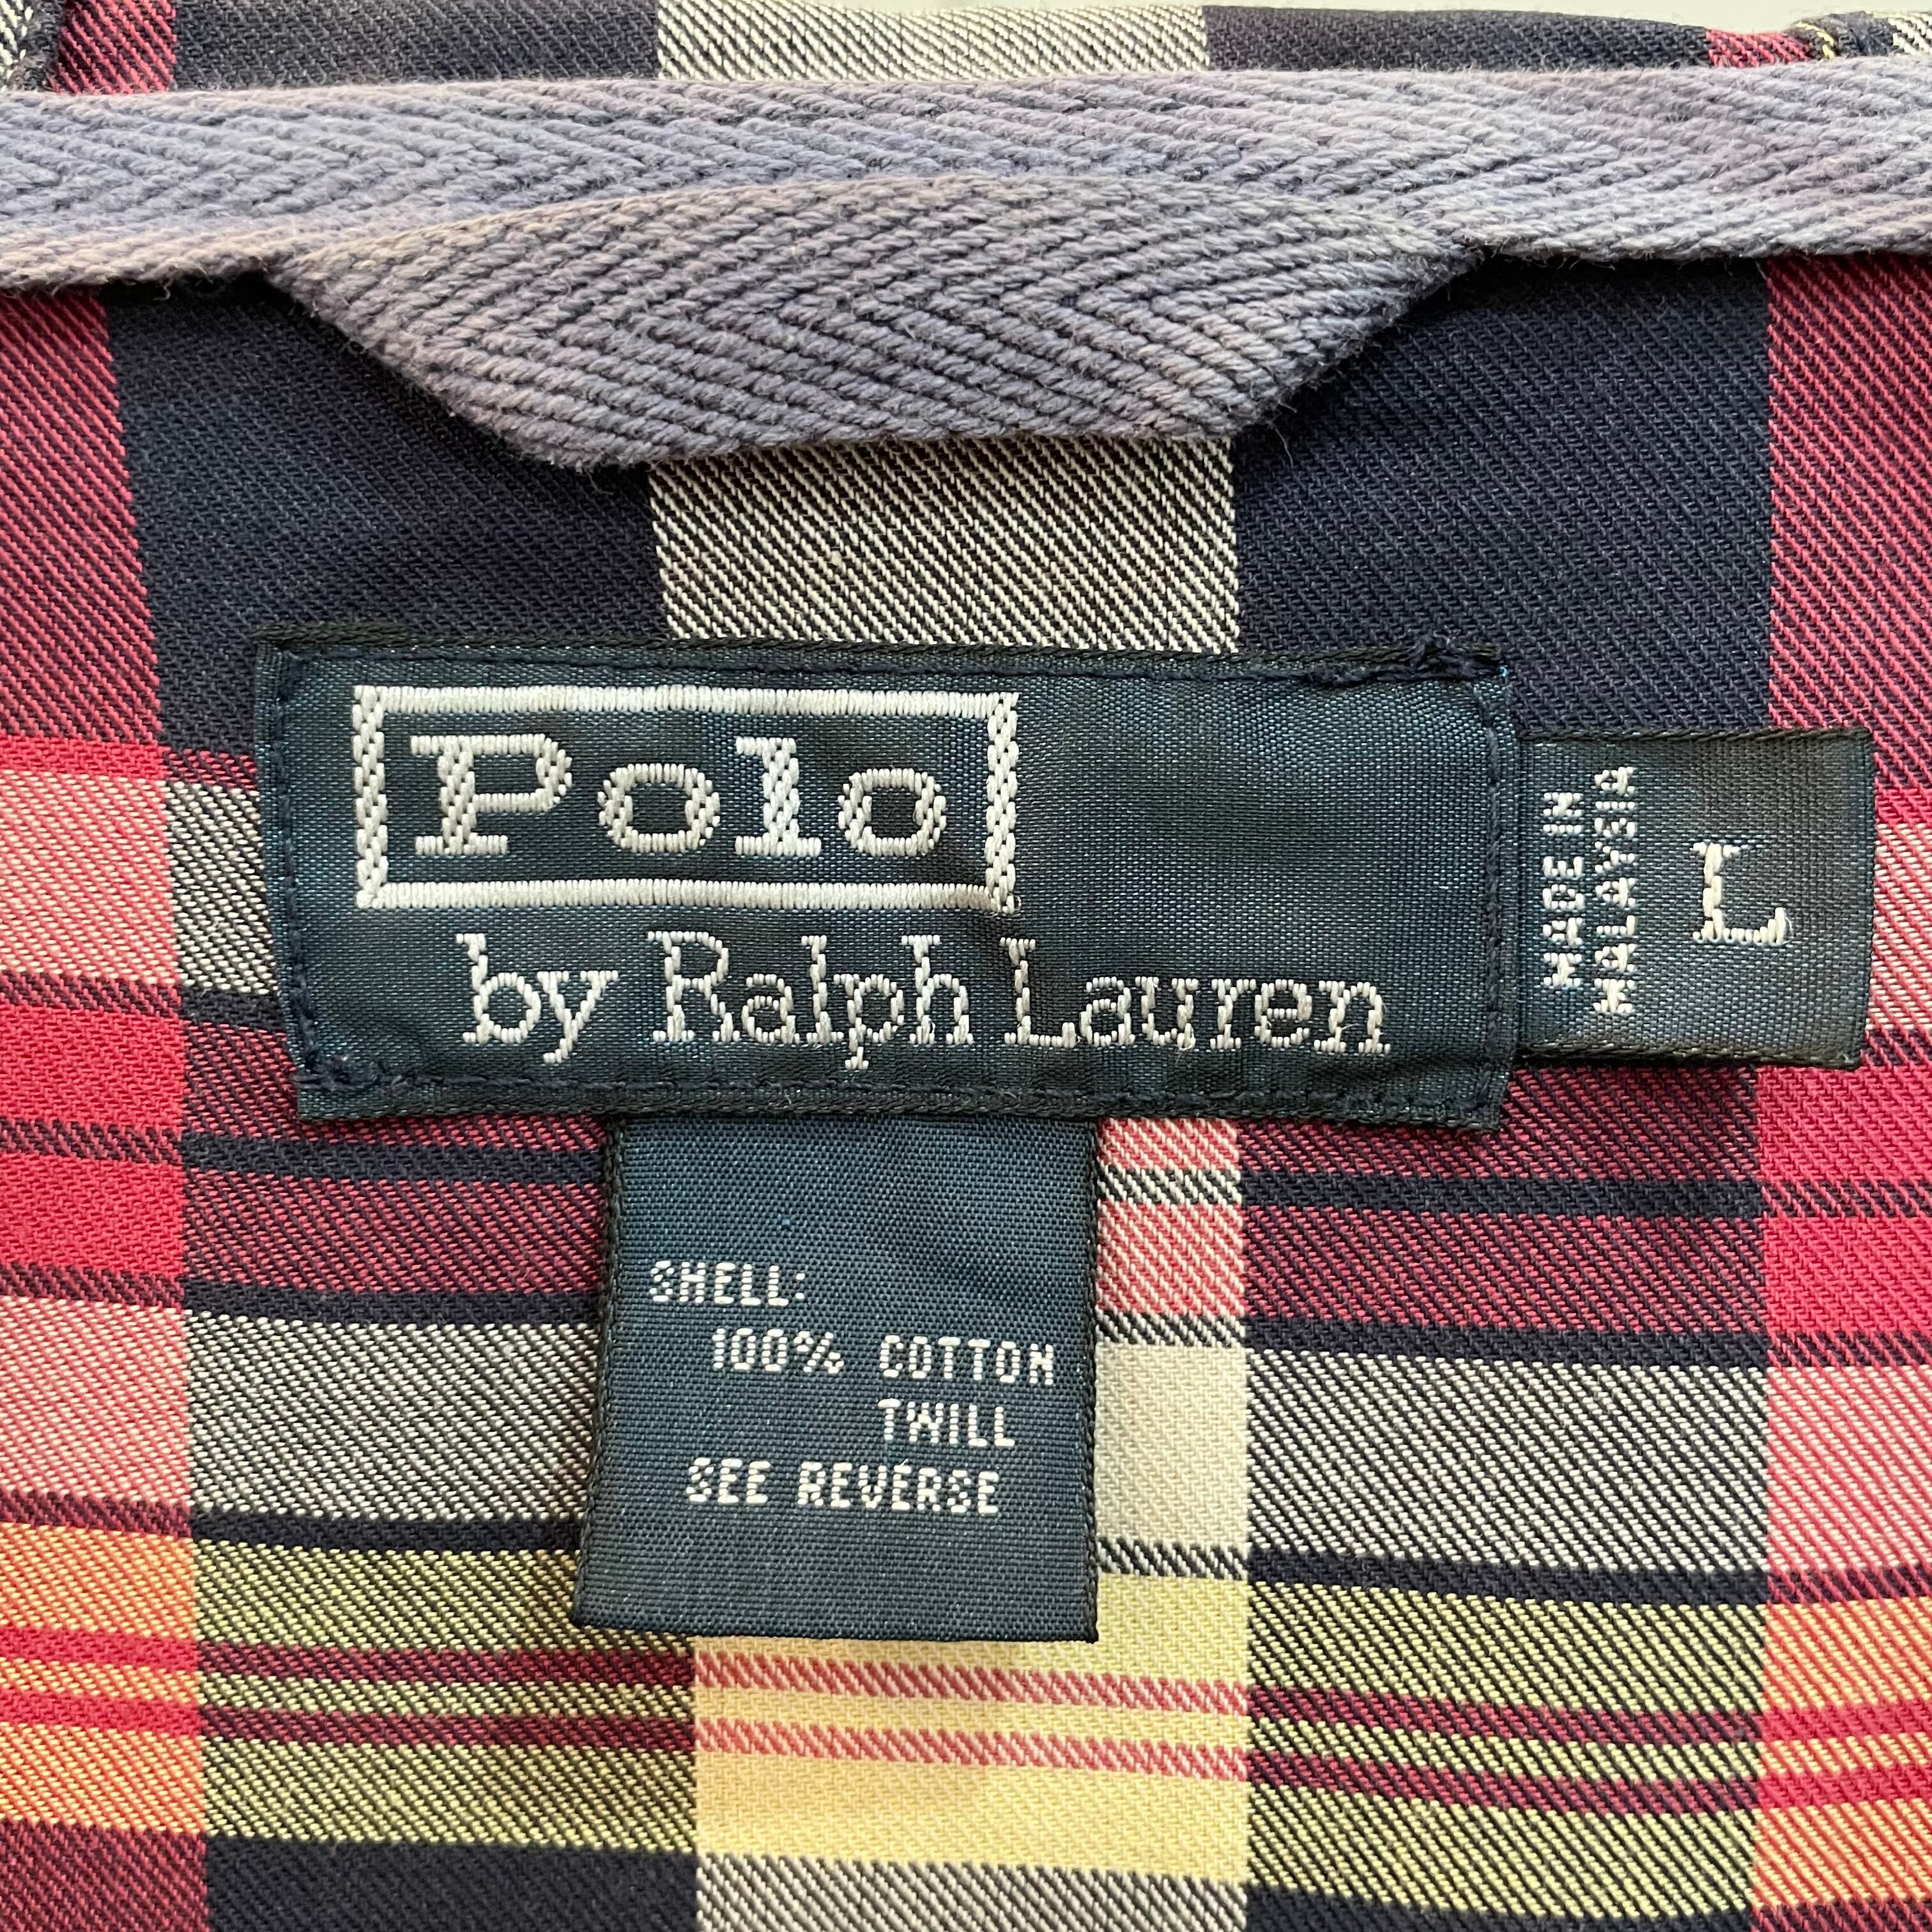 Polo
by Ralph Lauren
MADE IN
MALAYSIA
L
SHELL:
100% COTTON
TWILL
SEE REVERSE